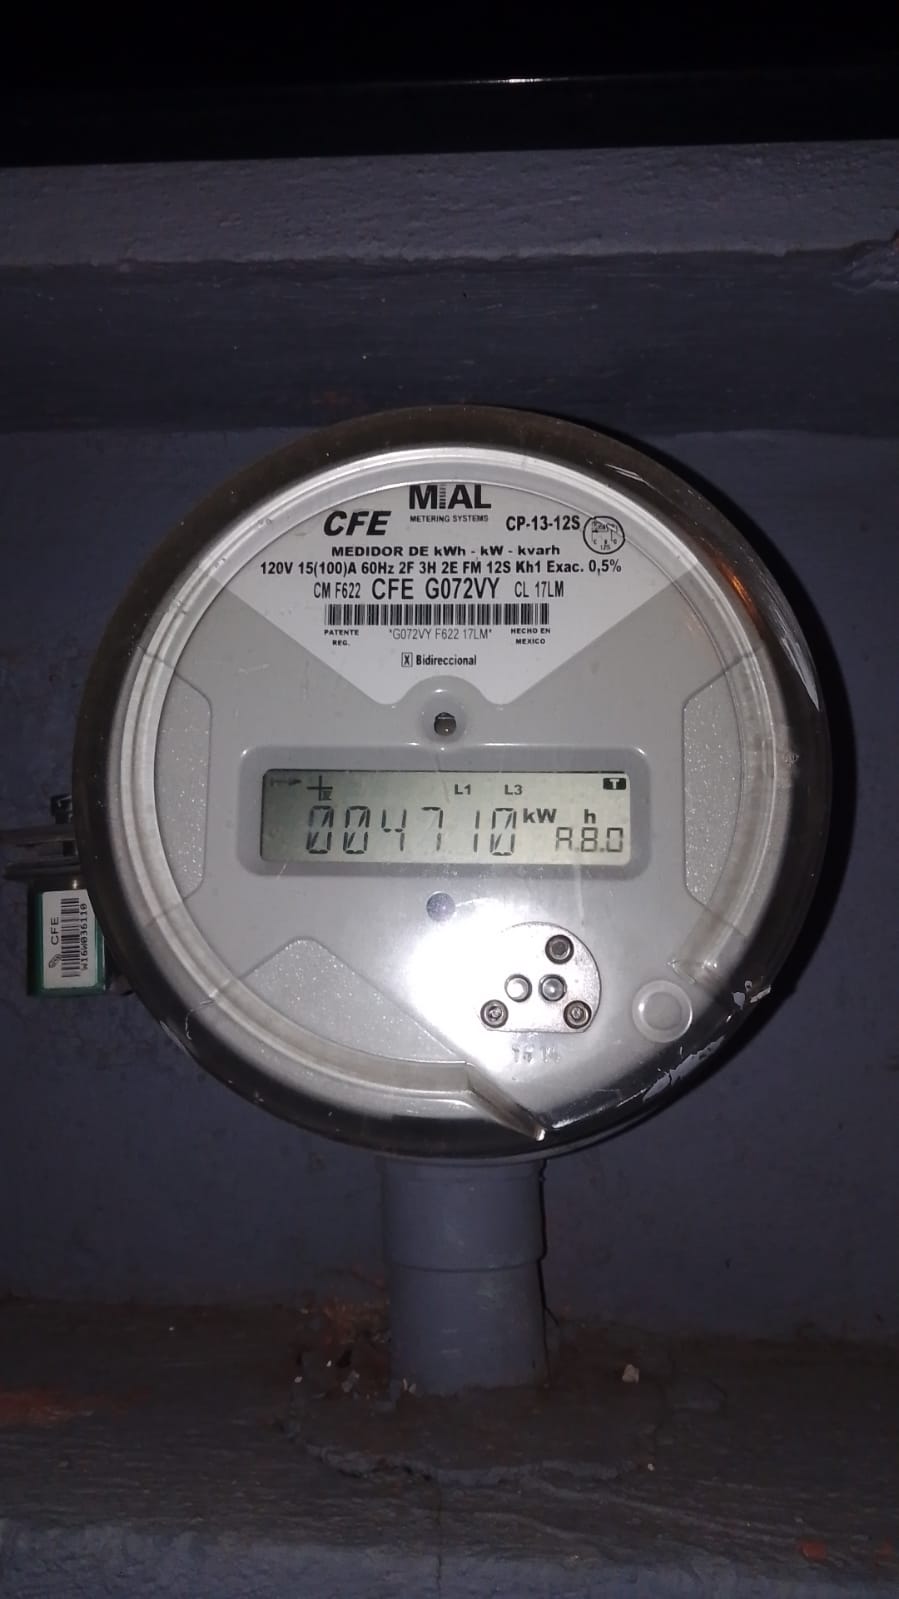 MIAL
METERING SYSTEMS
CFE
CP-13-12S
MEDIDOR DE kWh - kW - kvarh
120V 15(100)A 60Hz 2F 3H 2E FM 12S Kh1 Exac. 0,5%
CM F622 CFE G072VY CL 17LM
PATENTE REG.
*G072VY F622 17LM*
HECHO EN MEXICO
X Bidireccional
L1 L3 T
004710 kW h A.8.0
CFE
W16W036110